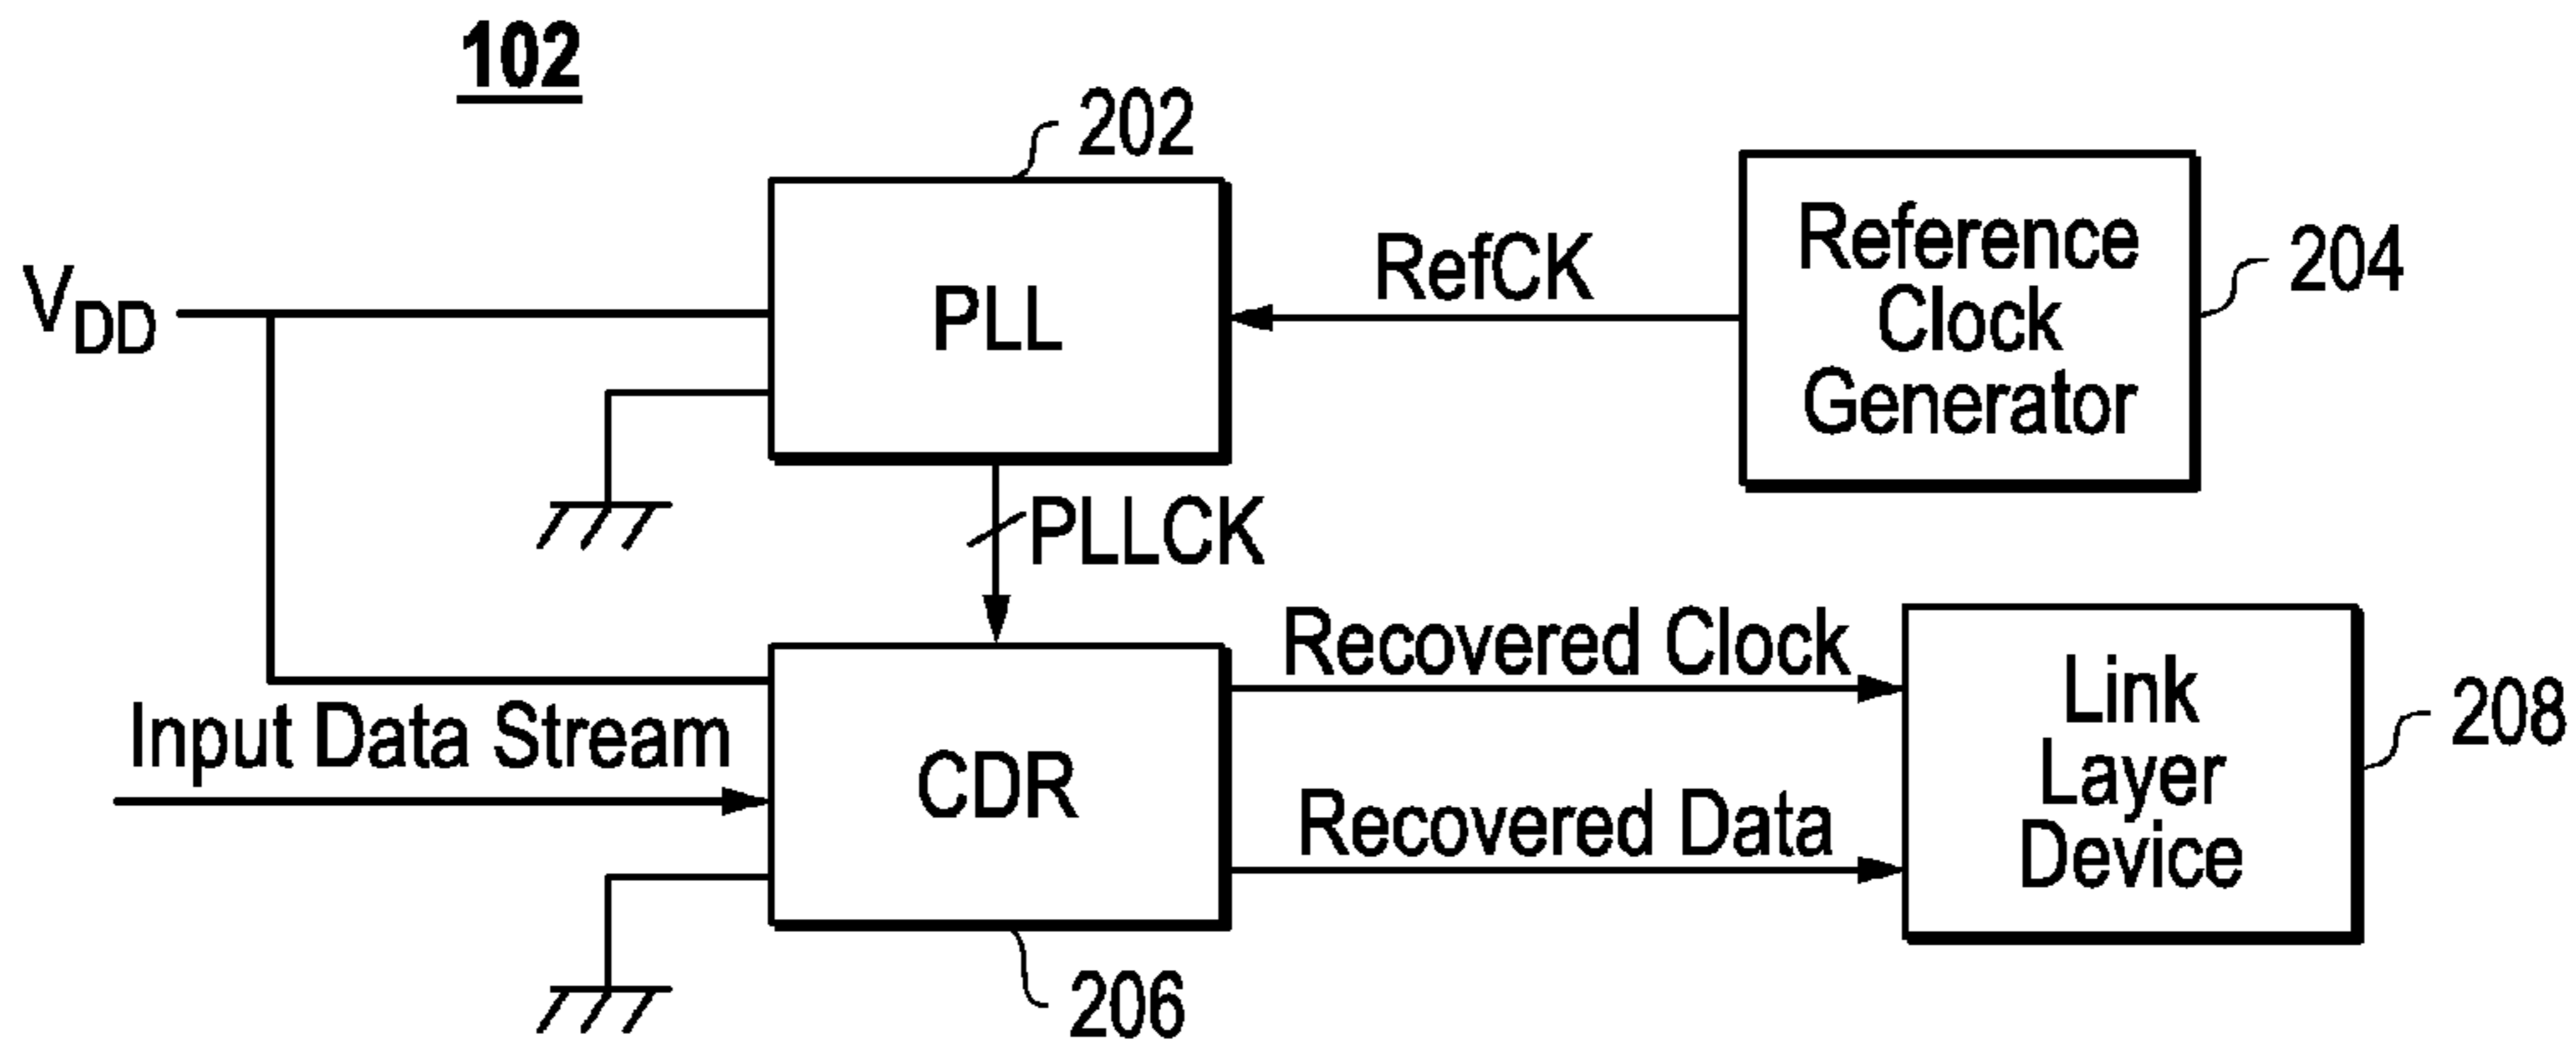 102
202
Reference
Clock
Generator
204
RefCK
PLL
VDD
PLLCK
Recovered Clock
Link
Layer
Device
208
Input Data Stream
CDR
Recovered Data
206